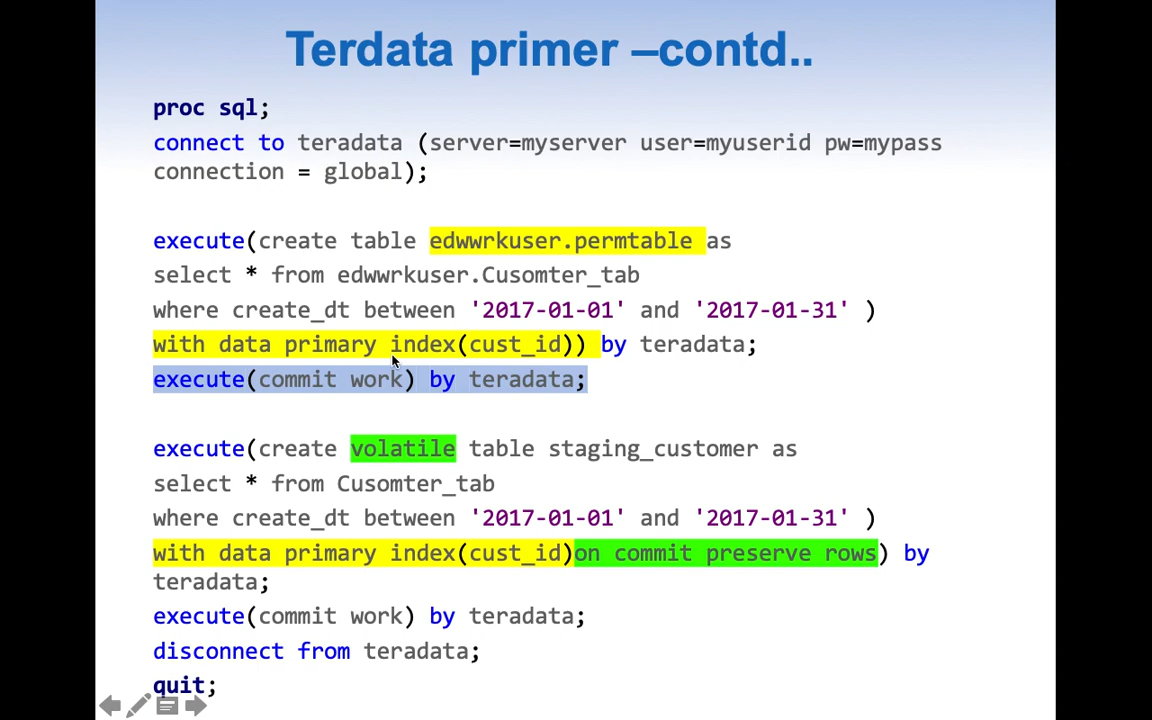 Terdata primer –contd..
proc sql;
connect to teradata (server=myserver user=myuserid pw=mypass
connection = global);
execute(create table edwwrkuser.permtable as
select * from edwwrkuser.Cusomter_tab
where create_dt between '2017-01-01' and '2017-01-31' )
with data primary index(cust_id)) by teradata;
execute(commit work) by teradata;
execute(create volatile table staging_customer as
select * from Cusomter_tab
where create_dt between '2017-01-01' and '2017-01-31' )
with data primary index(cust_id)on commit preserve rows) by
teradata;
execute(commit work) by teradata;
disconnect from teradata;
quit;